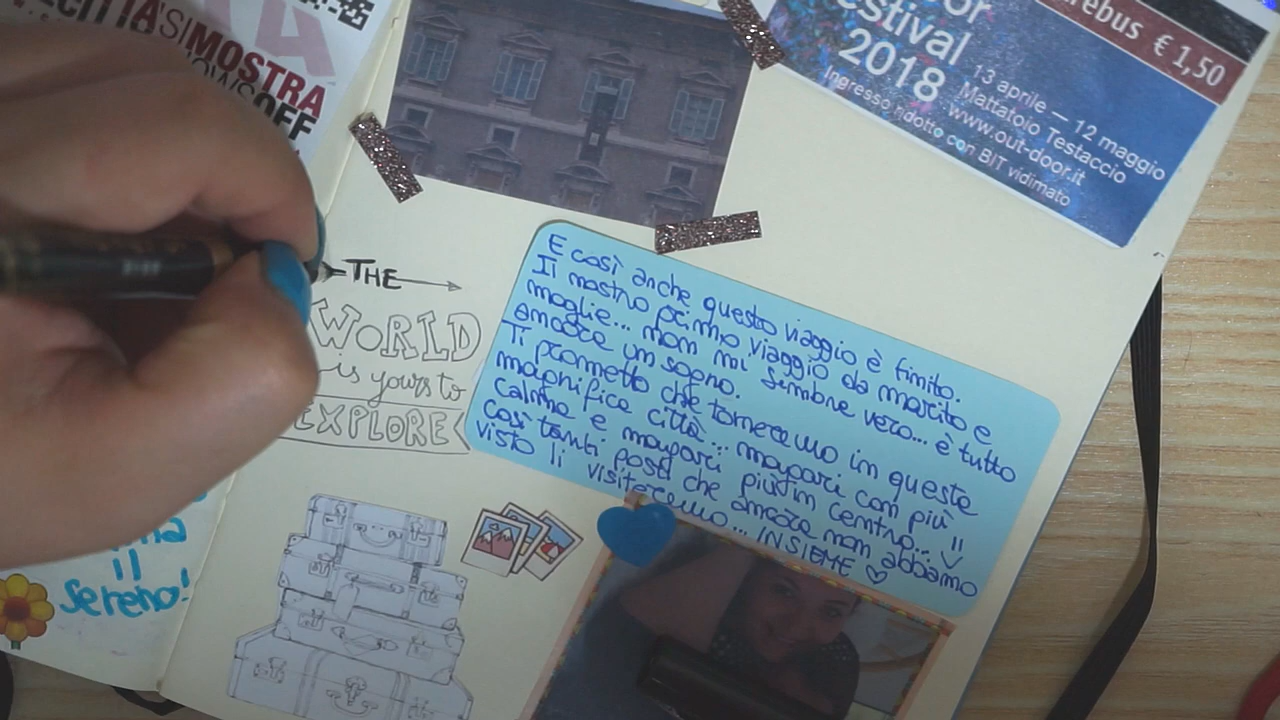 CITTÀ SI
MOSTRA
SHOWS OFF
or
estival
2018
13 aprile — 12 maggio
Mattatoio Testaccio
www.out-door.it
Ingresso ridotto con BIT vidimato
rebus € 1,50
THE
WORLD
is yours to
EXPLORE
E così anche questo viaggio è finito.
Il nostro primo viaggio da marito e
moglie... non mi sembra vero... è tutto
ancora un sogno.
Ti prometto che torneremo in questa
magnifica città... magari con più
calma e magari più in centro... !!
Così tanti posti che ancora non abbiamo
visto li visiteremo... INSIEME ♡
il
sereno!